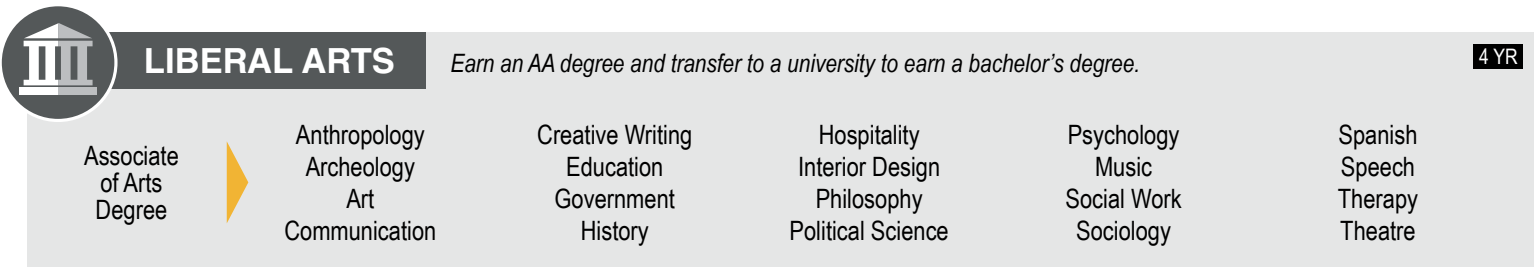 LIBERAL ARTS
Earn an AA degree and transfer to a university to earn a bachelor's degree.
4 YR
Associate
of Arts
Degree
Anthropology
Archeology
Art
Communication
Creative Writing
Education
Government
History
Hospitality
Interior Design
Philosophy
Political Science
Psychology
Music
Social Work
Sociology
Spanish
Speech
Therapy
Theatre